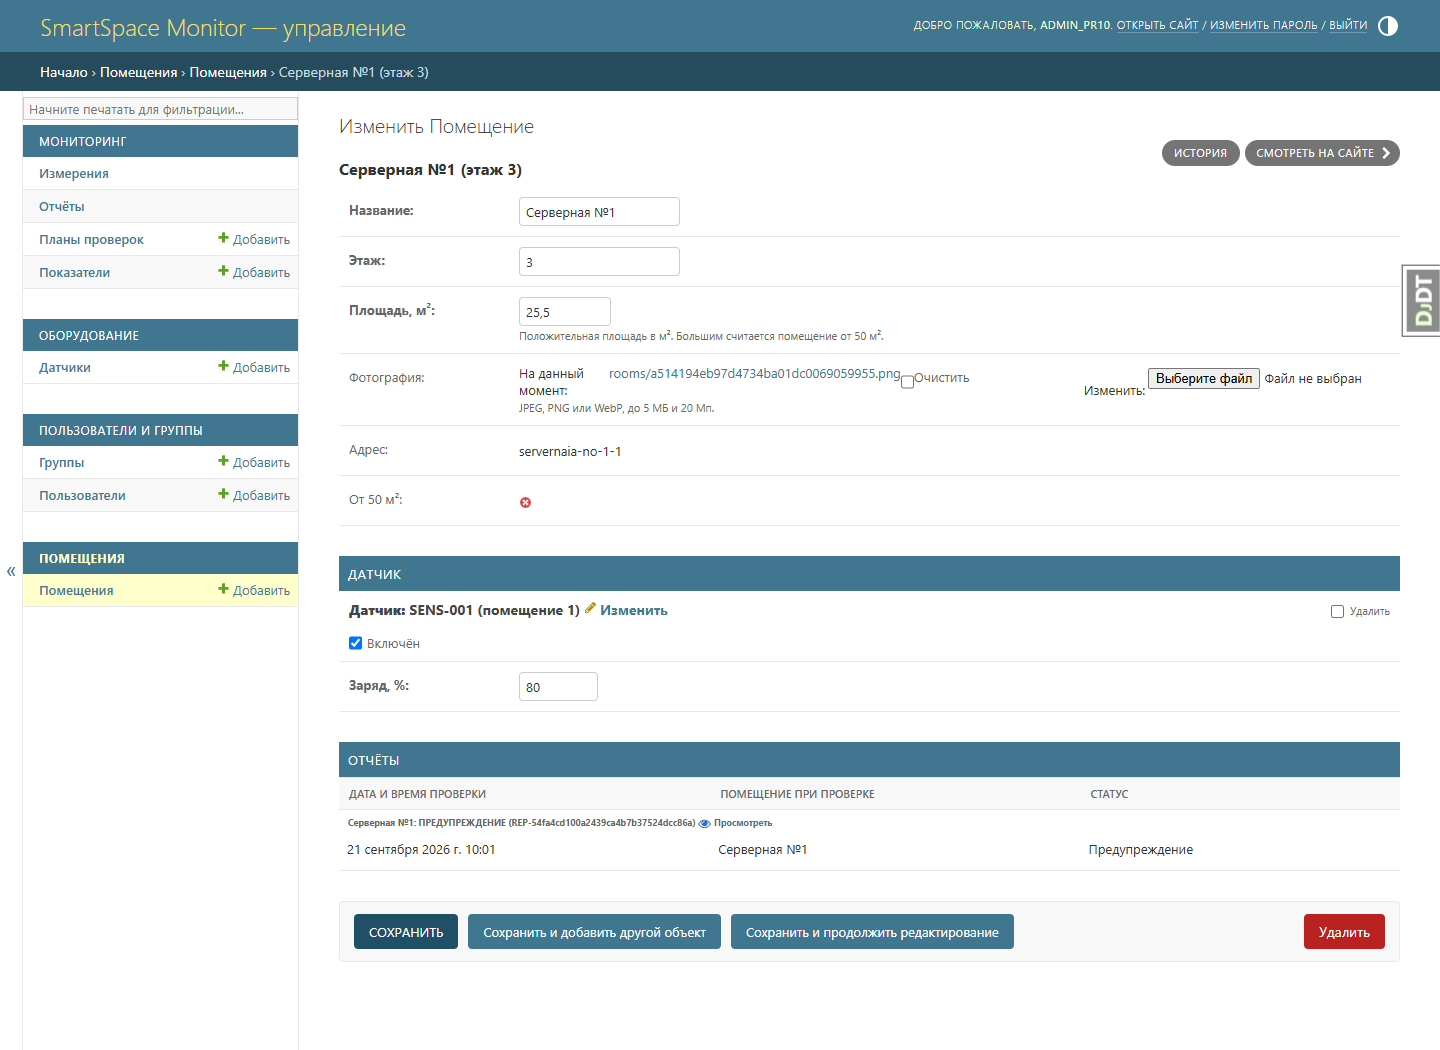 SmartSpace Monitor — управление
ДОБРО ПОЖАЛОВАТЬ, ADMIN_PR10. ОТКРЫТЬ САЙТ / ИЗМЕНИТЬ ПАРОЛЬ / ВЫЙТИ
Начало › Помещения › Помещения › Серверная №1 (этаж 3)
Начните печатать для фильтрации...
МОНИТОРИНГ
Измерения
Отчёты
Планы проверок Добавить
Показатели Добавить
ОБОРУДОВАНИЕ
Датчики Добавить
ПОЛЬЗОВАТЕЛИ И ГРУППЫ
Группы Добавить
Пользователи Добавить
ПОМЕЩЕНИЯ
Помещения Добавить
«
Изменить Помещение
ИСТОРИЯ
СМОТРЕТЬ НА САЙТЕ
Серверная №1 (этаж 3)
Название: Серверная №1
Этаж: 3
Площадь, м²: 25,5
Положительная площадь в м². Большим считается помещение от 50 м².
Фотография: На данный момент: rooms/a514194eb97d4734ba01dc0069059955.png Очистить Изменить: Выберите файл Файл не выбран
JPEG, PNG или WebP, до 5 МБ и 20 Мп.
Адрес: servernaia-no-1-1
От 50 м²:
ДАТЧИК
Датчик: SENS-001 (помещение 1) Изменить Удалить
Включён
Заряд, %: 80
ОТЧЁТЫ
ДАТА И ВРЕМЯ ПРОВЕРКИ ПОМЕЩЕНИЕ ПРИ ПРОВЕРКЕ СТАТУС
Серверная №1: ПРЕДУПРЕЖДЕНИЕ (REP-54fa4cd100a2439ca4b7b37524dcc86a) Просмотреть
21 сентября 2026 г. 10:01 Серверная №1 Предупреждение
СОХРАНИТЬ Сохранить и добавить другой объект Сохранить и продолжить редактирование Удалить
DJDT